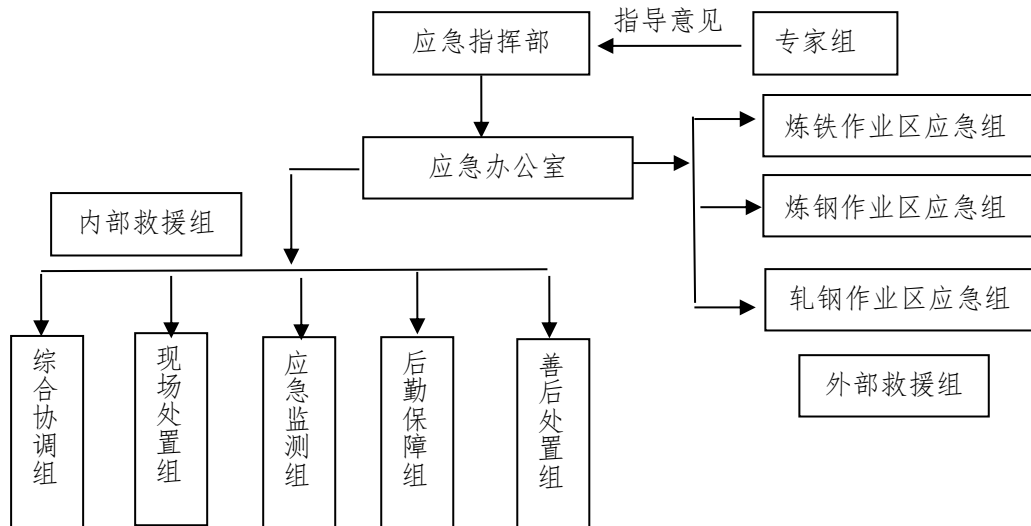 应急指挥部
指导意见
专家组
应急办公室
炼铁作业区应急组
炼钢作业区应急组
轧钢作业区应急组
外部救援组
内部救援组
综合协调组
现场处置组
应急监测组
后勤保障组
善后处置组